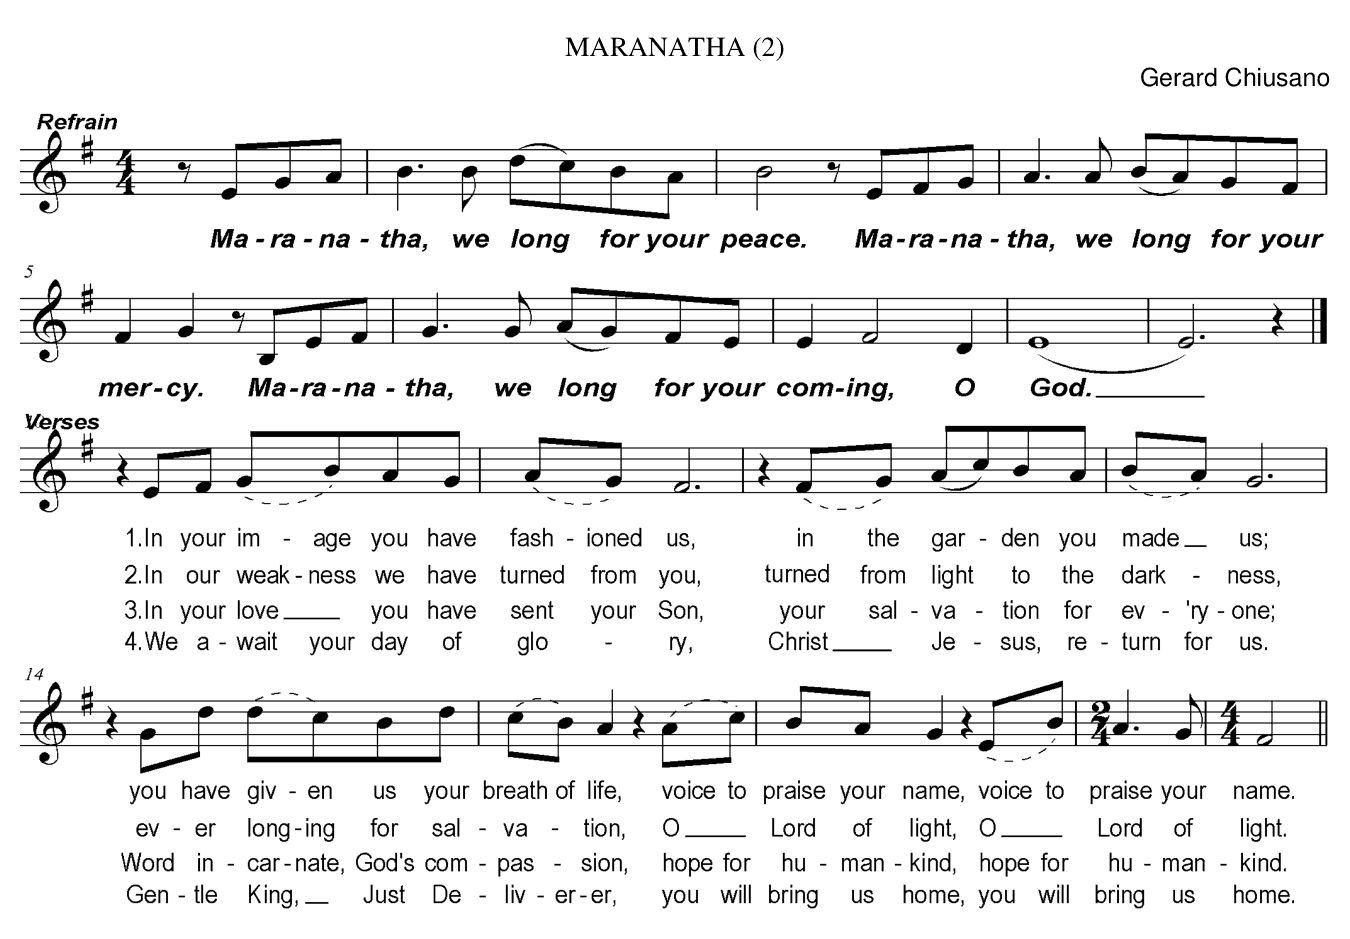 MARANATHA (2)
Gerard Chiusano
Refrain
4
4
Ma - ra - na - tha, we long for your peace. Ma - ra - na - tha, we long for your
5
mer - cy. Ma - ra - na - tha, we long for your com - ing, O God.
Verses
1.In your im - age you have fash - ioned us, in the gar - den you made us;
2.In our weak - ness we have turned from you, turned from light to the dark - ness,
3.In your love you have sent your Son, your sal - va - tion for ev - 'ry - one;
4.We a - wait your day of glo - ry, Christ Je - sus, re - turn for us.
14
2
4
4
4
you have giv - en us your breath of life, voice to praise your name, voice to praise your name.
ev - er long - ing for sal - va - tion, O Lord of light, O Lord of light.
Word in - car - nate, God's com - pas - sion, hope for hu - man - kind, hope for hu - man - kind.
Gen - tle King, Just De - liv - er - er, you will bring us home, you will bring us home.